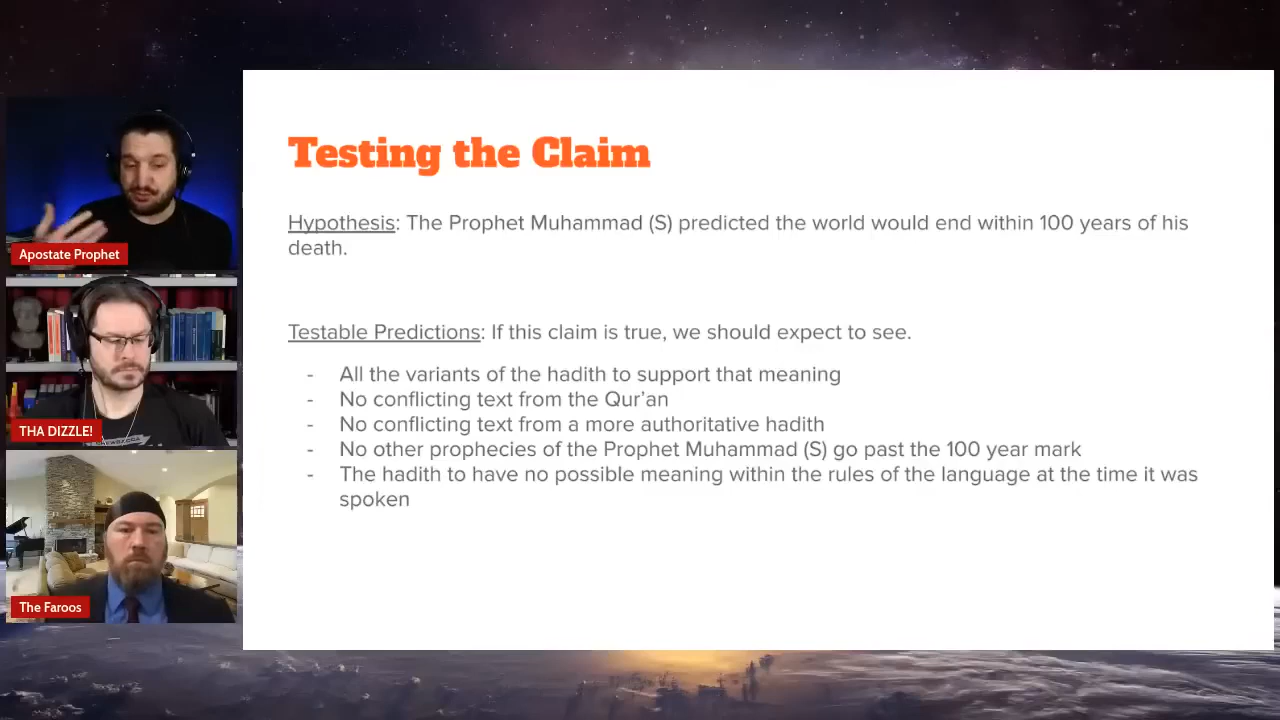 Testing the Claim
Hypothesis: The Prophet Muhammad (S) predicted the world would end within 100 years of his
death.
Testable Predictions: If this claim is true, we should expect to see.
- All the variants of the hadith to support that meaning
- No conflicting text from the Qur'an
- No conflicting text from a more authoritative hadith
- No other prophecies of the Prophet Muhammad (S) go past the 100 year mark
- The hadith to have no possible meaning within the rules of the language at the time it was
spoken
Apostate Prophet
THA DIZZLE!
The Faroos